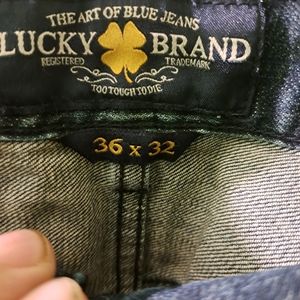 THE ART OF BLUE JEANS
LUCKY BRAND
REGISTERED TRADEMARK
TOO TOUGH TO DIE
36 x 32